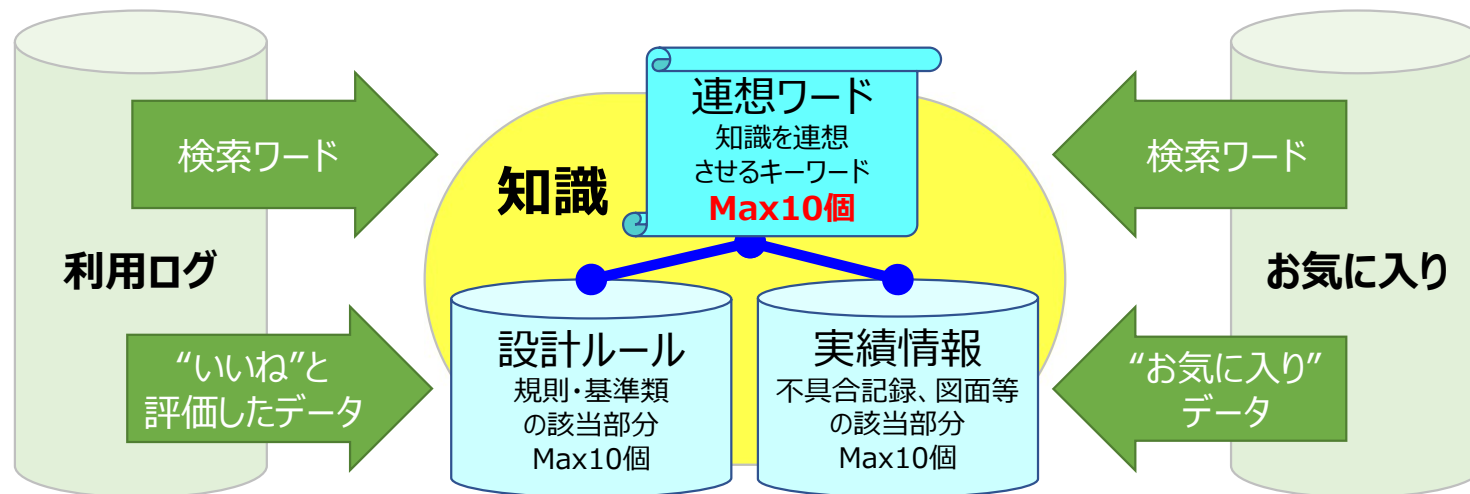 連想ワード
知識を連想
させるキーワード
Max10個
知識
検索ワード
検索ワード
利用ログ
お気に入り
“いいね”と
評価したデータ
設計ルール
規則・基準類
の該当部分
Max10個
実績情報
不具合記録、図面等
の該当部分
Max10個
“お気に入り”
データ